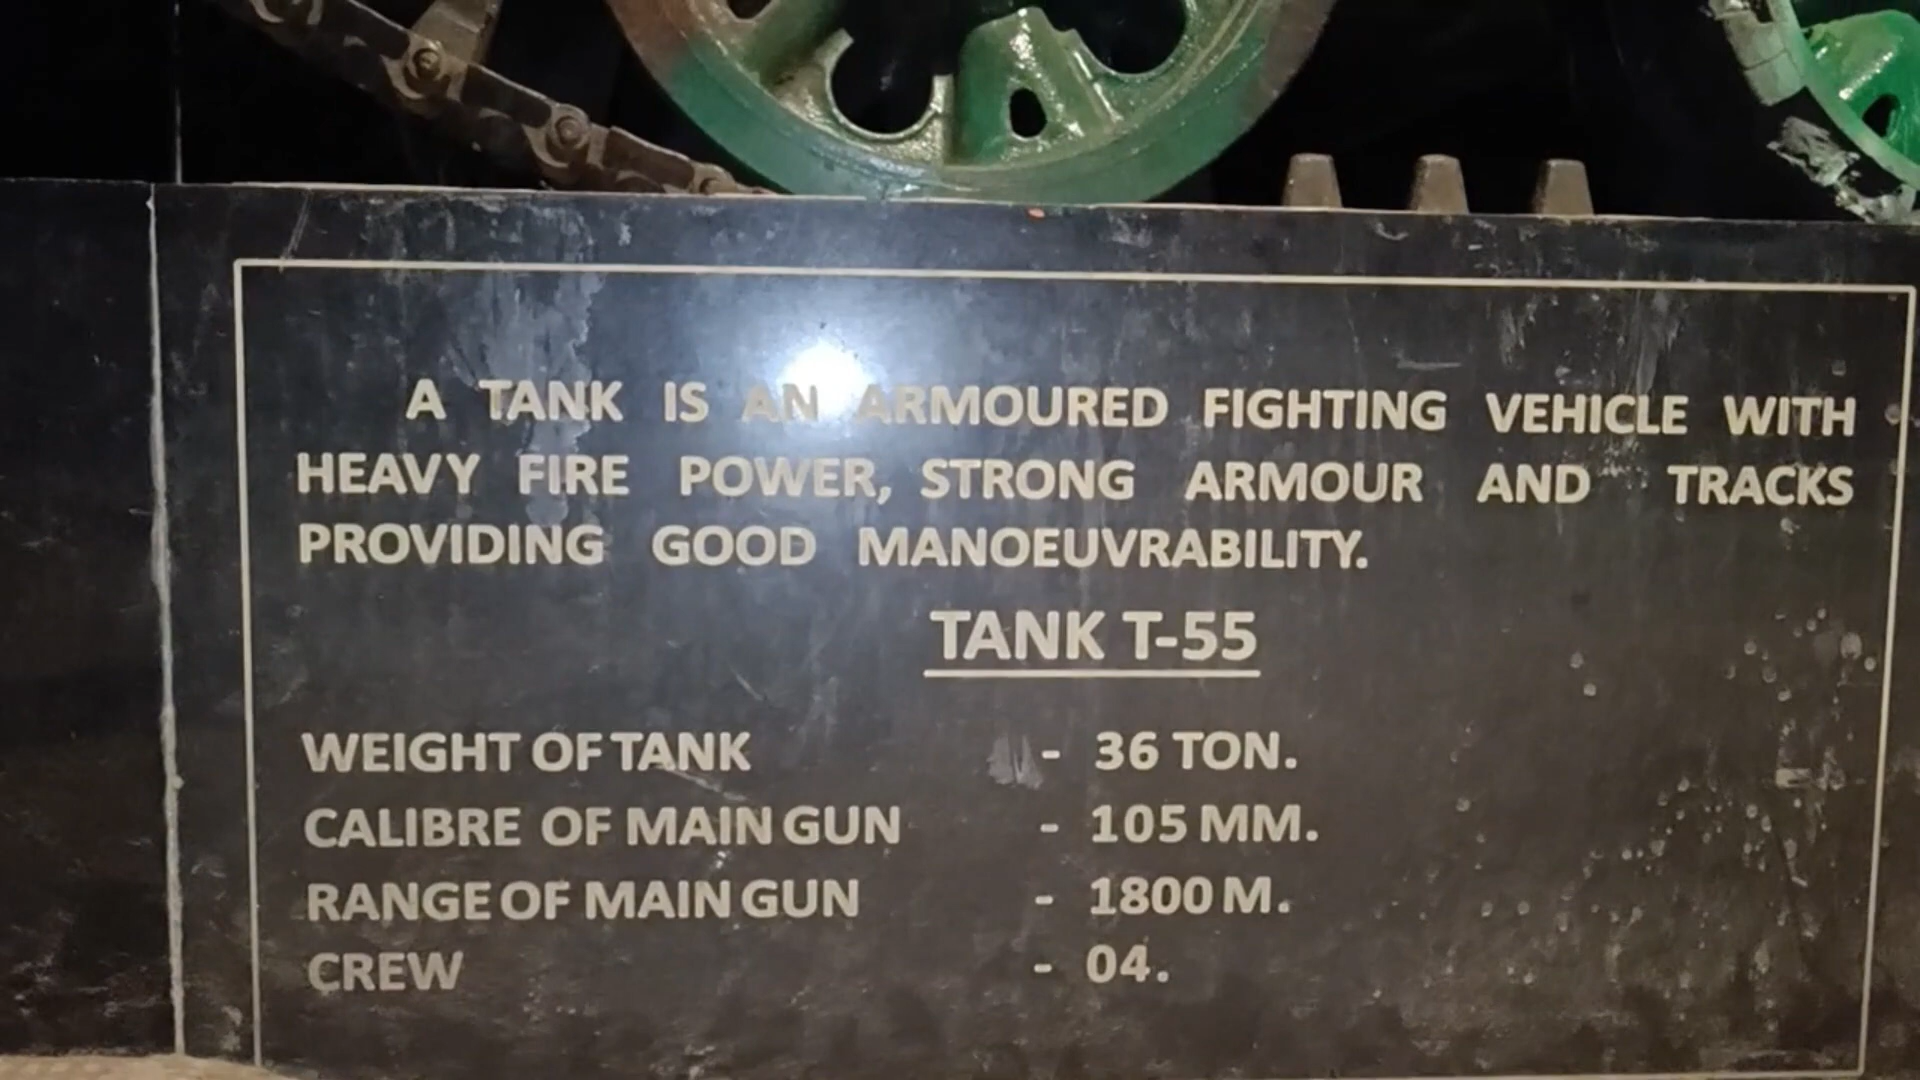 A TANK IS AN ARMOURED FIGHTING VEHICLE WITH
HEAVY FIRE POWER, STRONG ARMOUR AND TRACKS
PROVIDING GOOD MANOEUVRABILITY.
TANK T-55
WEIGHT OF TANK - 36 TON.
CALIBRE OF MAIN GUN - 105 MM.
RANGE OF MAIN GUN - 1800 M.
CREW - 04.